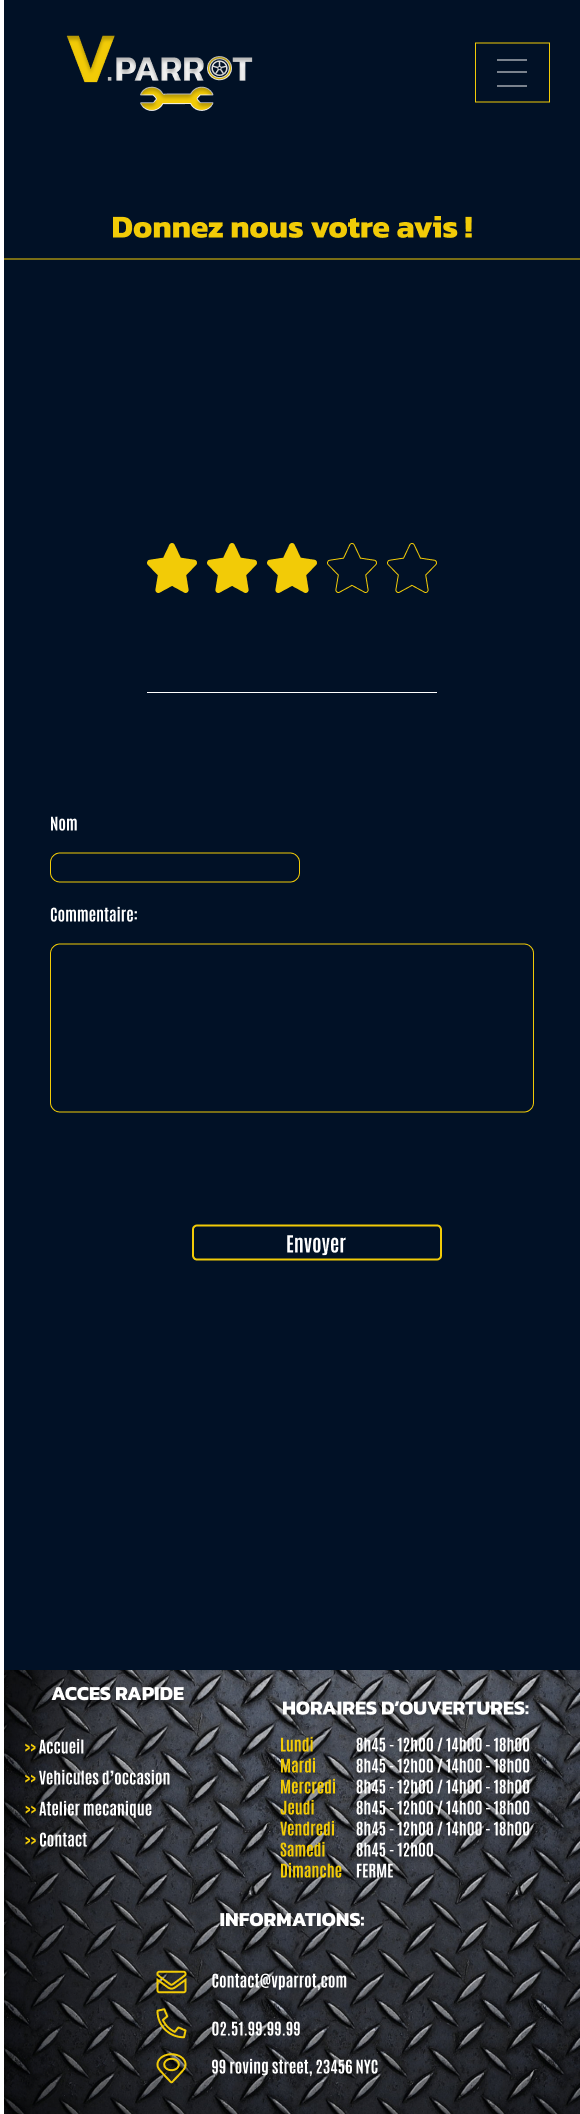 V.PARROT
Donnez nous votre avis !
Nom
Commentaire:
Envoyer
ACCES RAPIDE
>> Accueil
>> Vehicules d’occasion
>> Atelier mecanique
>> Contact
HORAIRES D’OUVERTURES:
Lundi 8h45 - 12h00 / 14h00 - 18h00
Mardi 8h45 - 12h00 / 14h00 - 18h00
Mercredi 8h45 - 12h00 / 14h00 - 18h00
Jeudi 8h45 - 12h00 / 14h00 - 18h00
Vendredi 8h45 - 12h00 / 14h00 - 18h00
Samedi 8h45 - 12h00
Dimanche FERME
INFORMATIONS:
Contact@vparrot,com
02.51.99.99.99
99 roving street, 23456 NYC